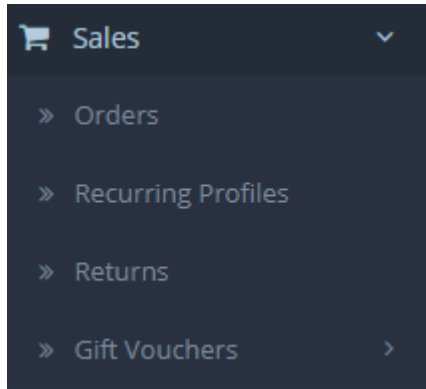 Sales
Orders
Recurring Profiles
Returns
Gift Vouchers